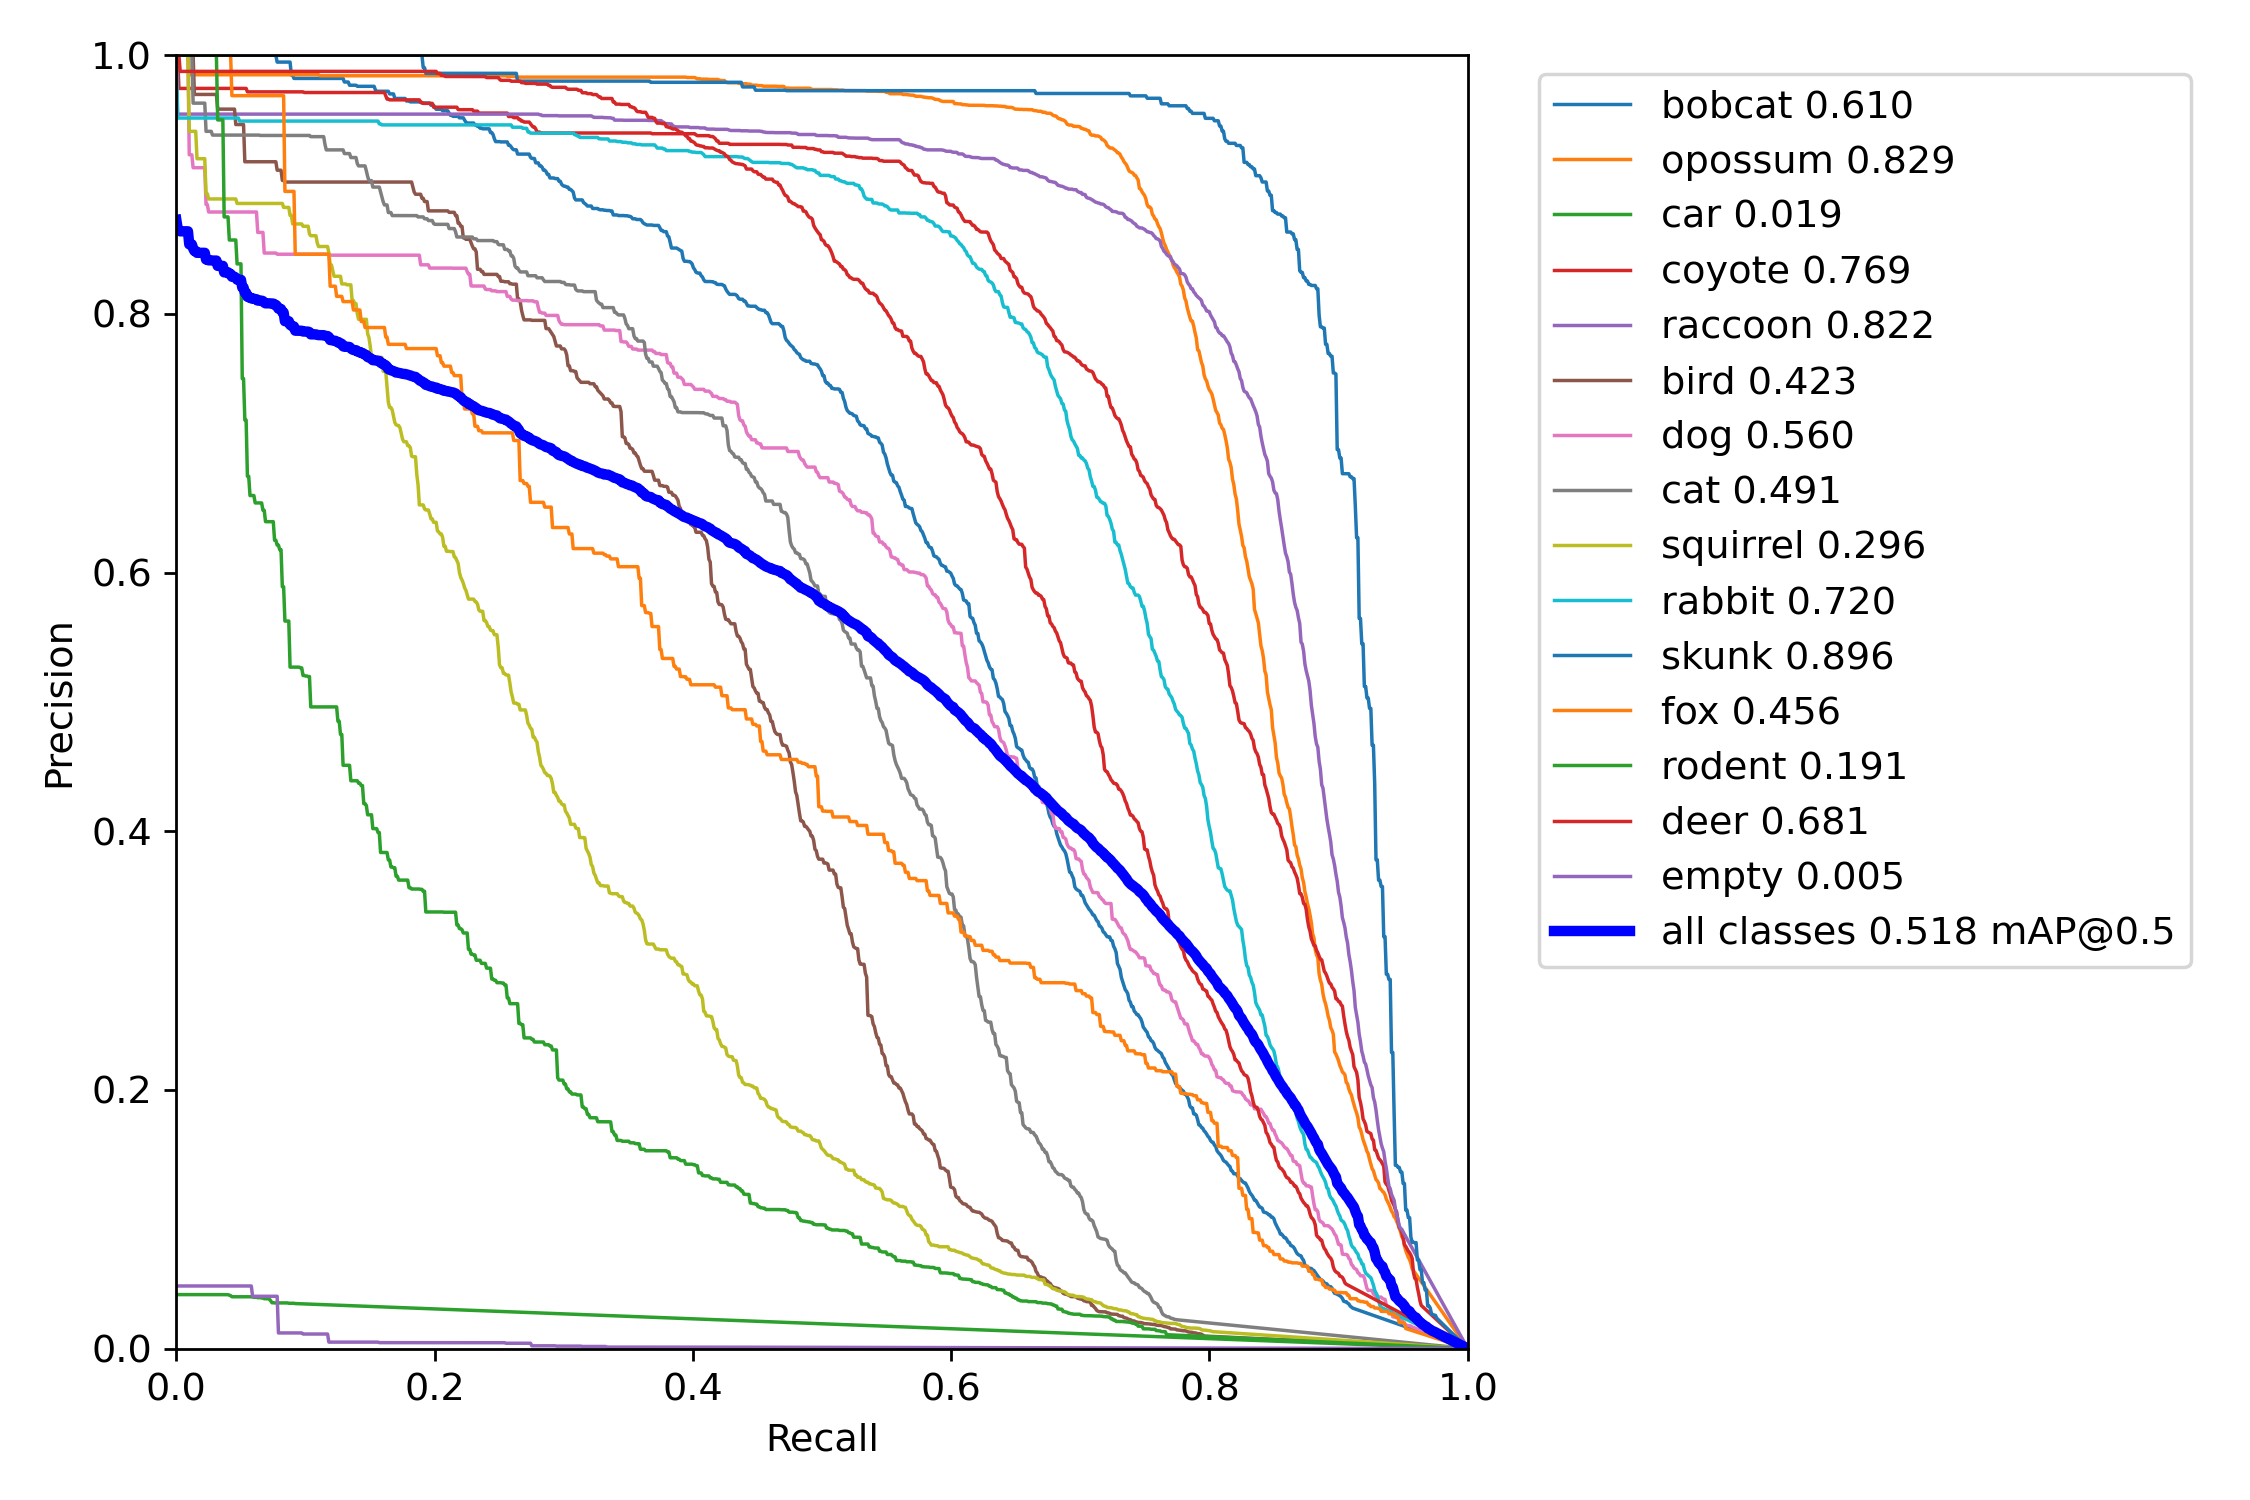 1.0
0.8
0.6
0.4
0.2
0.0
Precision
0.0 0.2 0.4 0.6 0.8 1.0
Recall
bobcat 0.610
opossum 0.829
car 0.019
coyote 0.769
raccoon 0.822
bird 0.423
dog 0.560
cat 0.491
squirrel 0.296
rabbit 0.720
skunk 0.896
fox 0.456
rodent 0.191
deer 0.681
empty 0.005
all classes 0.518 mAP@0.5